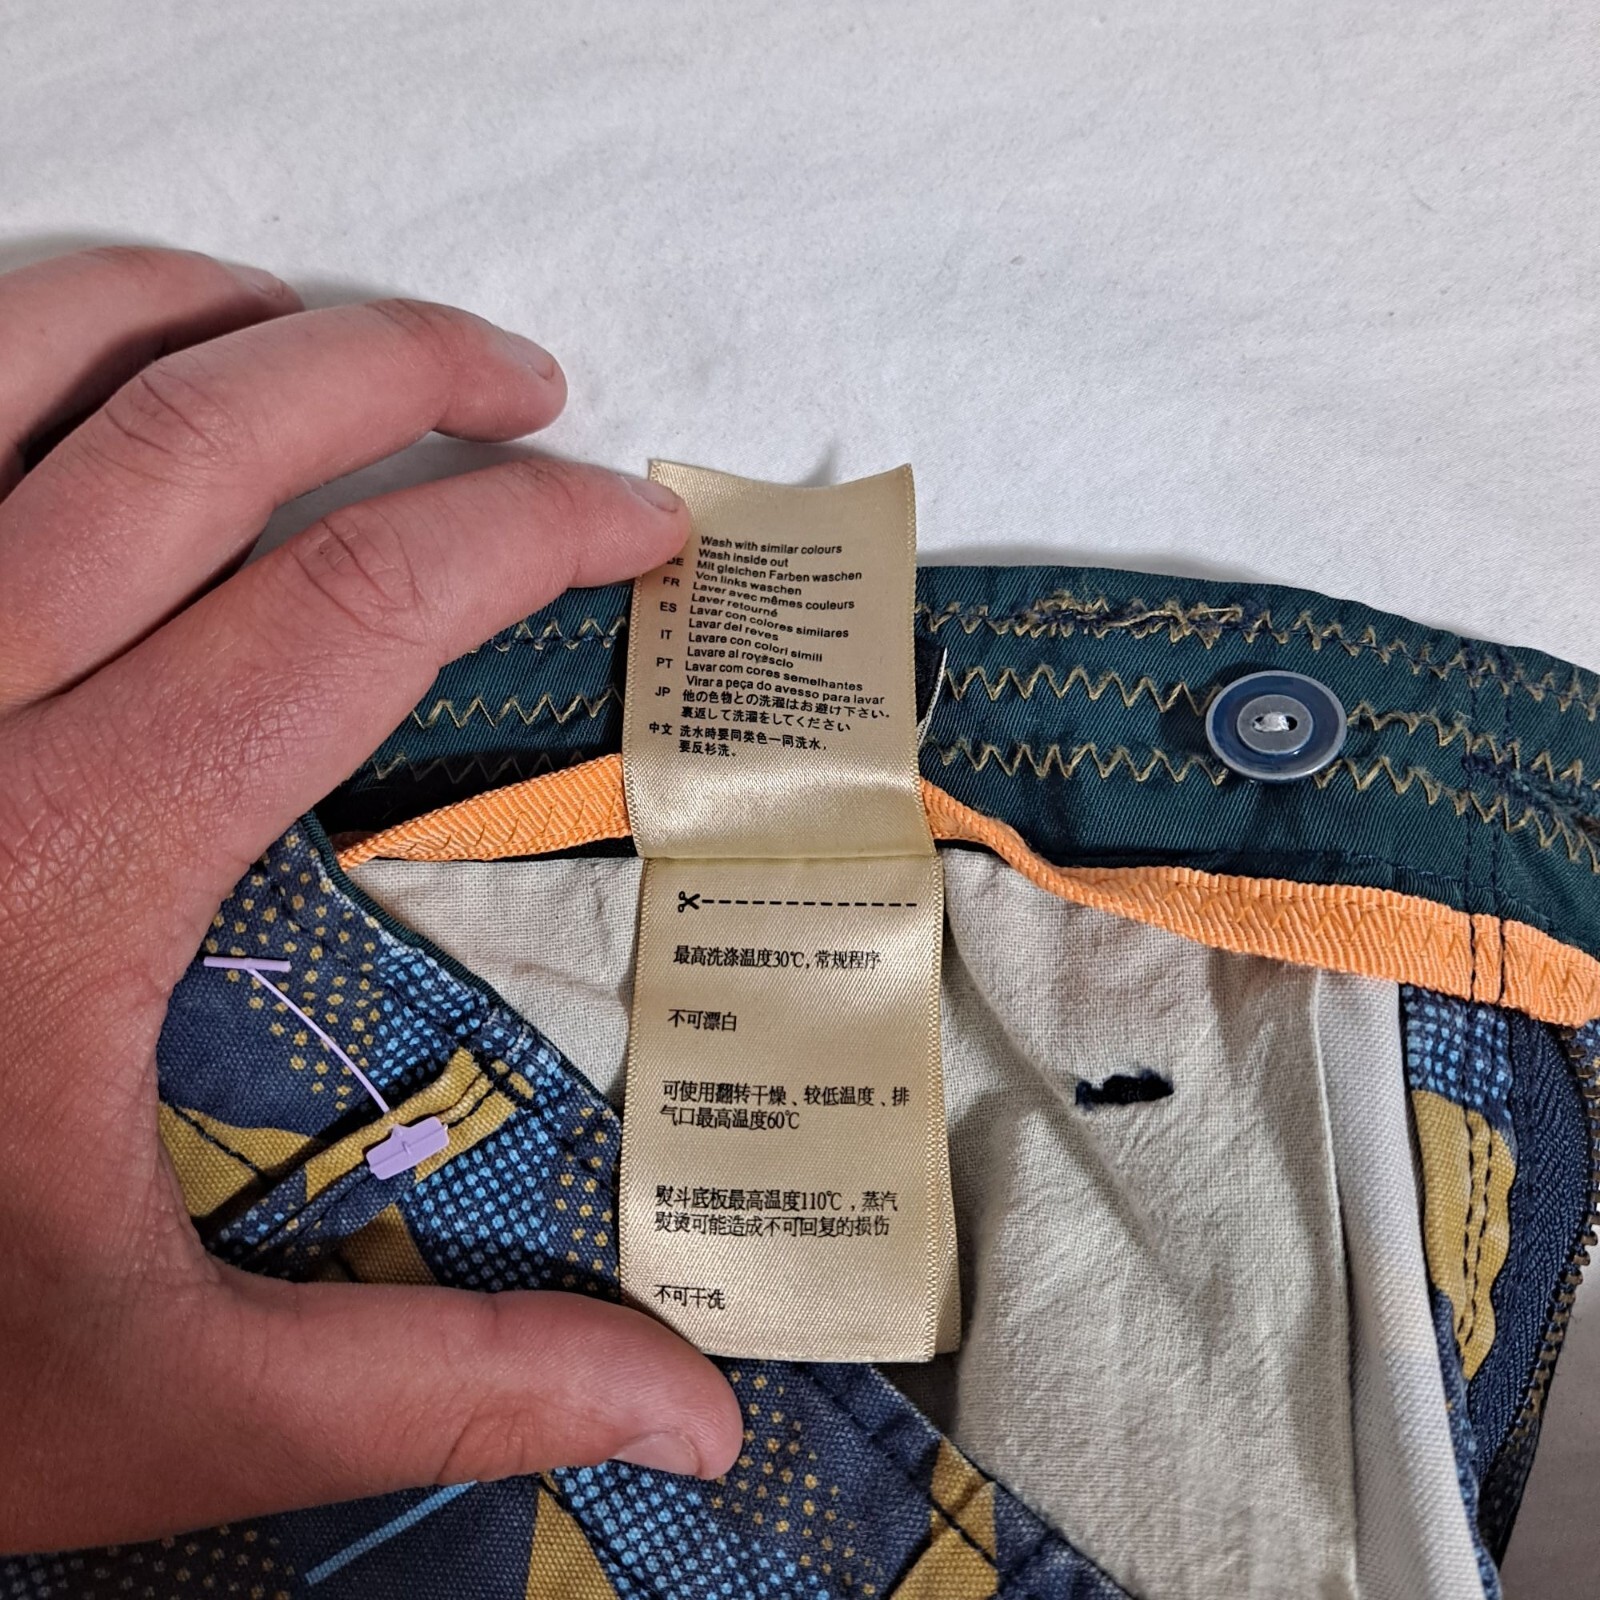 Wash with similar colours
Wash inside out
DE Mit gleichen Farben waschen
Von links waschen
FR Laver avec mêmes couleurs
Laver retourné
ES Lavar con colores similares
Lavar del reves
IT Lavare con colori simili
Lavare al rovescio
PT Lavar com cores semelhantes
Virar a peça do avesso para lavar
JP 他の色物との洗濯はお避け下さい.
裏返して洗濯をしてください
中文 洗水時要同类色一同洗水,
要反衫洗.
最高洗涤温度30℃, 常规程序
不可漂白
可使用翻转干燥、较低温度、排
气口最高温度60℃
熨斗底板最高温度110℃, 蒸汽
熨烫可能造成不可回复的损伤
不可干洗